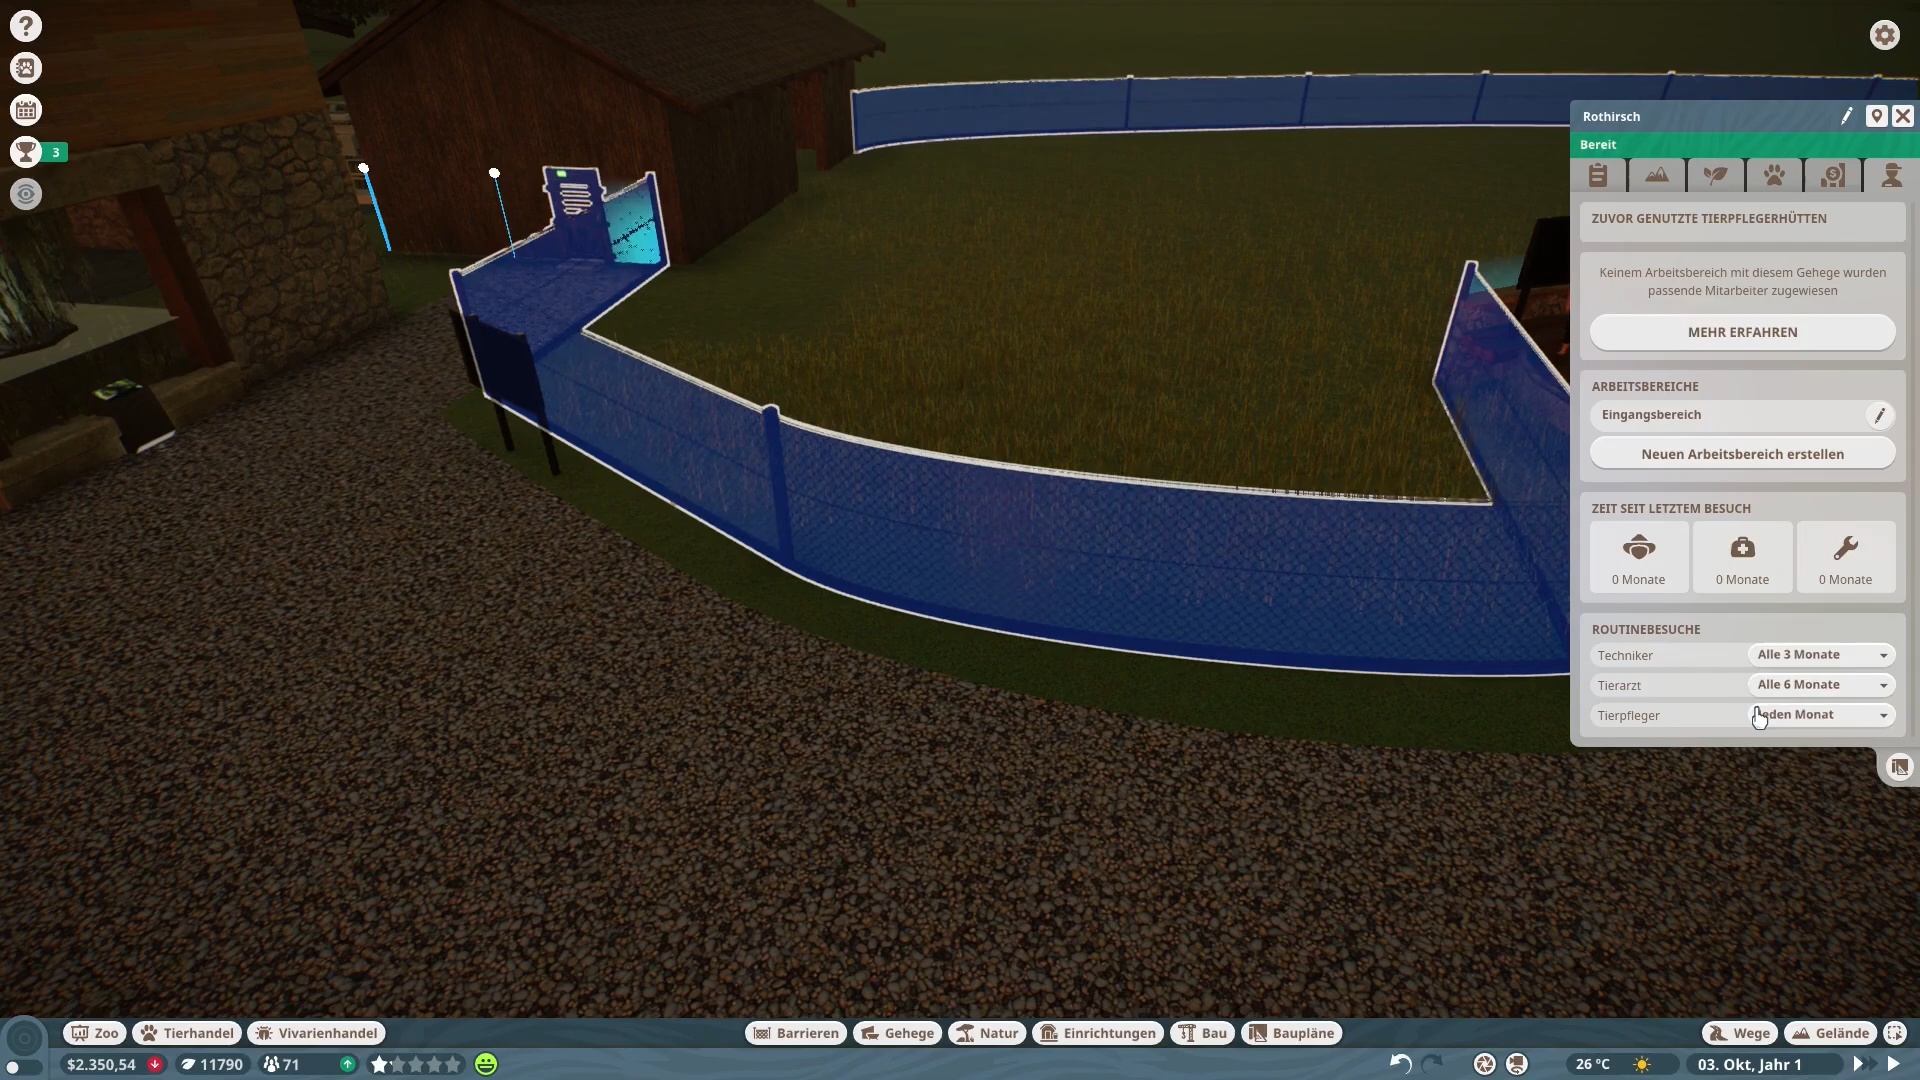 3
Rothirsch
Bereit
ZUVOR GENUTZTE TIERPFLEGERHÜTTEN
Keinem Arbeitsbereich mit diesem Gehege wurden
passende Mitarbeiter zugewiesen
MEHR ERFAHREN
ARBEITSBEREICHE
Eingangsbereich
Neuen Arbeitsbereich erstellen
ZEIT SEIT LETZTEM BESUCH
0 Monate 0 Monate 0 Monate
ROUTINEBESUCHE
Techniker Alle 3 Monate
Tierarzt Alle 6 Monate
Tierpfleger Jeden Monat
Zoo Tierhandel Vivarienhandel Barrieren Gehege Natur Einrichtungen Bau Baupläne Wege Gelände
$2.350,54 11790 71 26 °C 03. Okt, Jahr 1